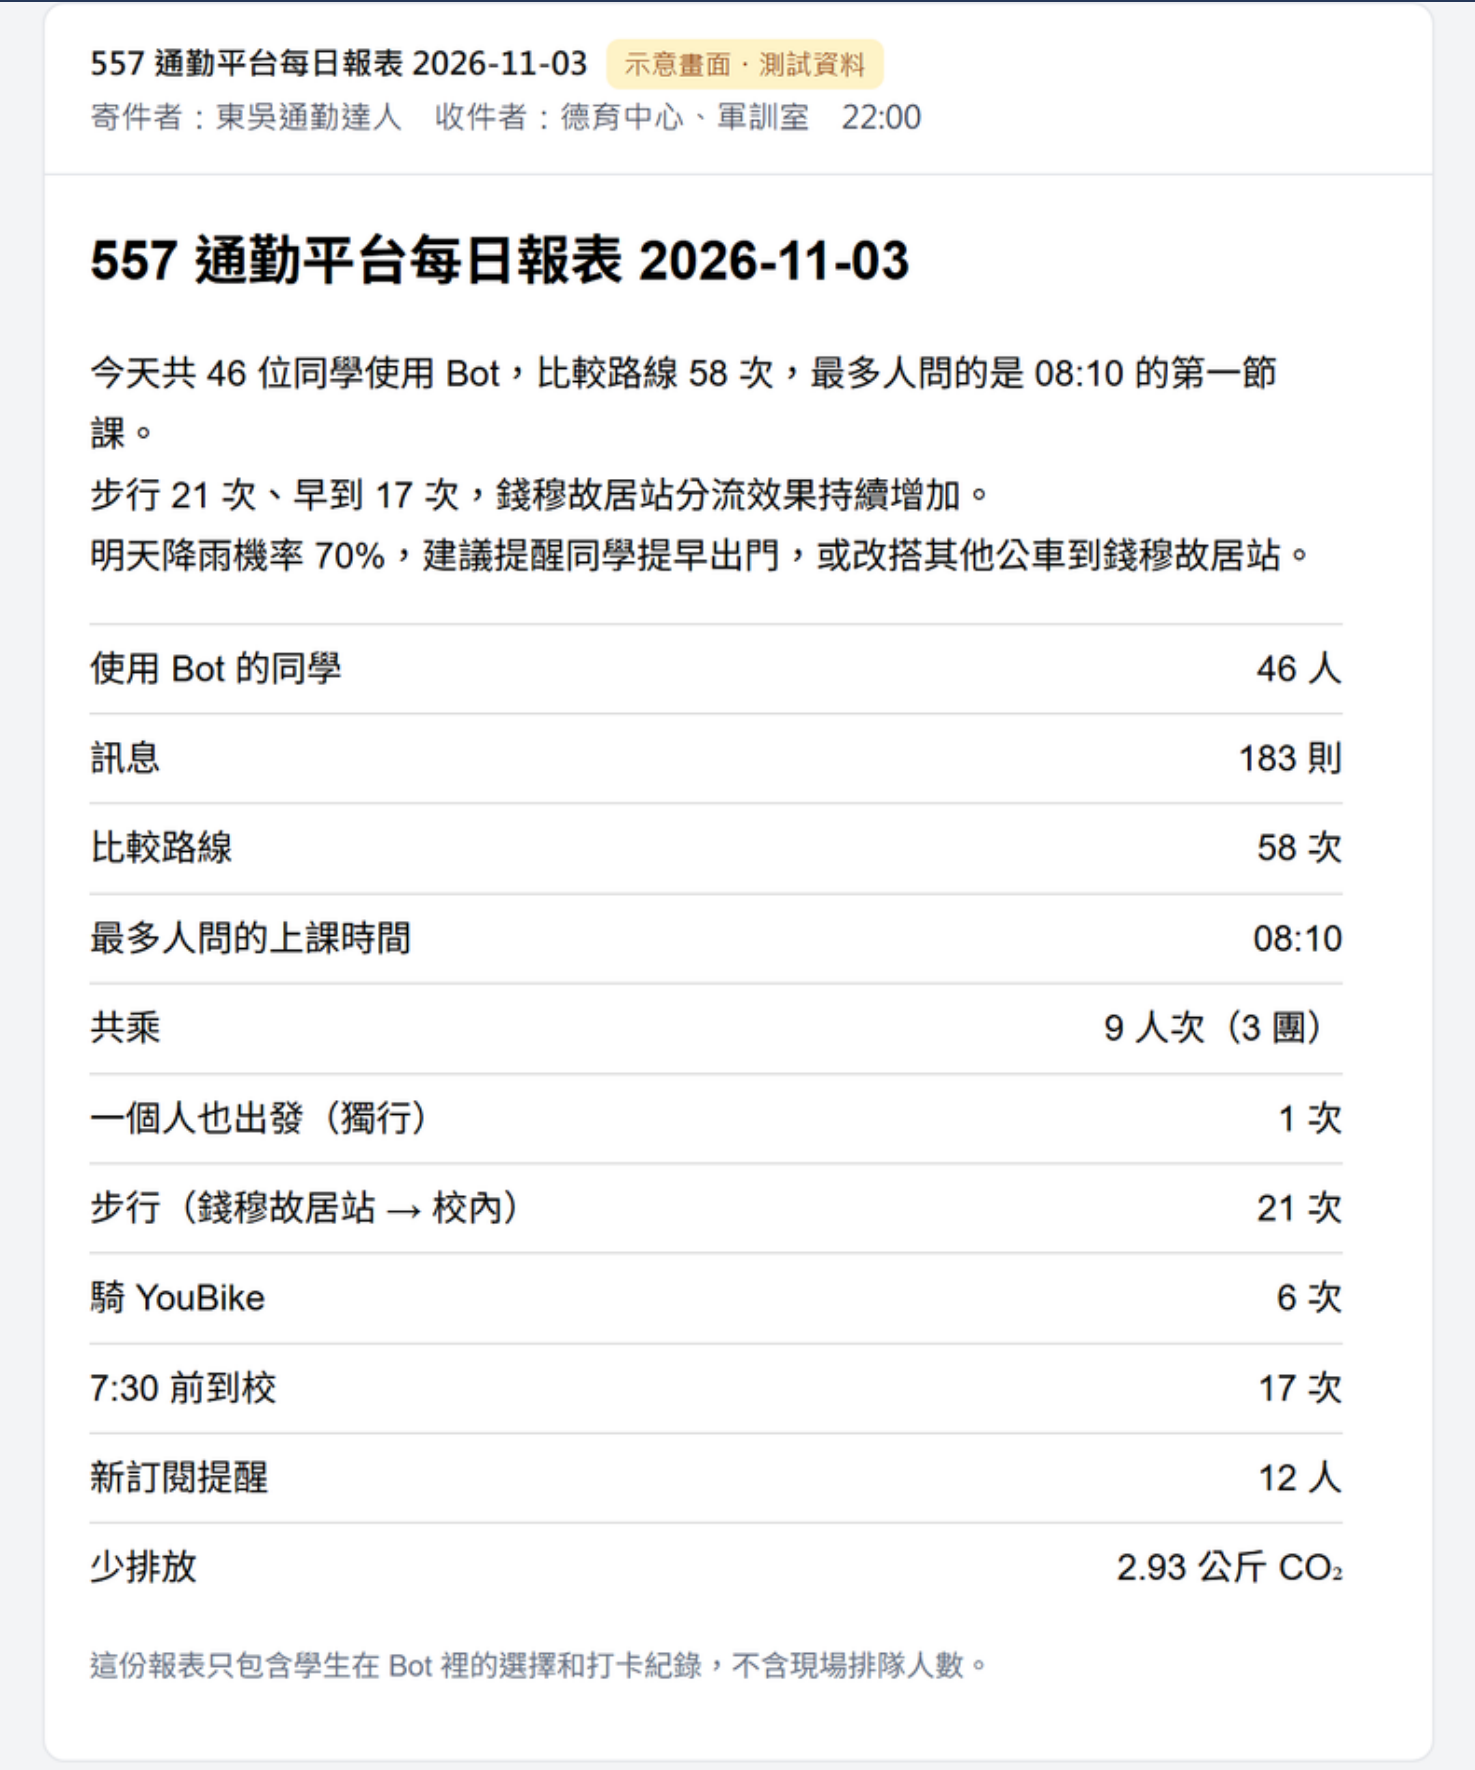 557 通勤平台每日報表 2026-11-03 示意畫面・測試資料
寄件者：東吳通勤達人 收件者：德育中心、軍訓室 22:00
557 通勤平台每日報表 2026-11-03
今天共 46 位同學使用 Bot，比較路線 58 次，最多人問的是 08:10 的第一節
課。
步行 21 次、早到 17 次，錢穆故居站分流效果持續增加。
明天降雨機率 70%，建議提醒同學提早出門，或改搭其他公車到錢穆故居站。
使用 Bot 的同學 46 人
訊息 183 則
比較路線 58 次
最多人問的上課時間 08:10
共乘 9 人次（3 團）
一個人也出發（獨行） 1 次
步行（錢穆故居站 → 校內） 21 次
騎 YouBike 6 次
7:30 前到校 17 次
新訂閱提醒 12 人
少排放 2.93 公斤 CO₂
這份報表只包含學生在 Bot 裡的選擇和打卡紀錄，不含現場排隊人數。